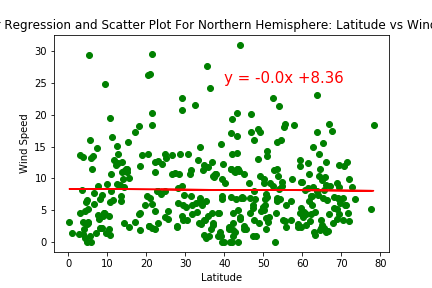 Regression and Scatter Plot For Northern Hemisphere: Latitude vs Wind
y = -0.0x +8.36
Wind Speed
30
25
20
15
10
5
0
0 10 20 30 40 50 60 70 80
Latitude